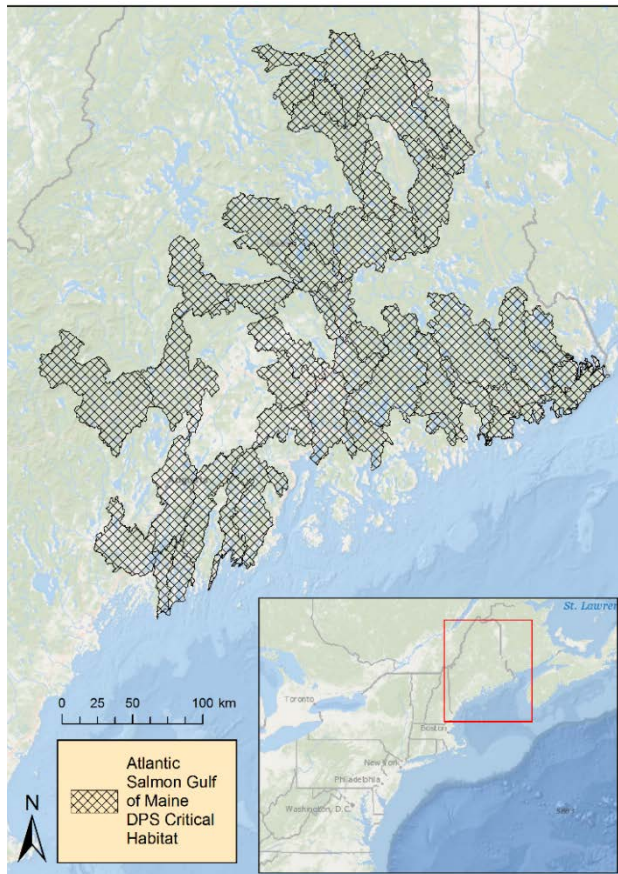 St. Lawren
Toronto
Boston
New York
Philadelphia
Washington, D.C.
0 25 50 100 km
N
Atlantic
Salmon Gulf
of Maine
DPS Critical
Habitat